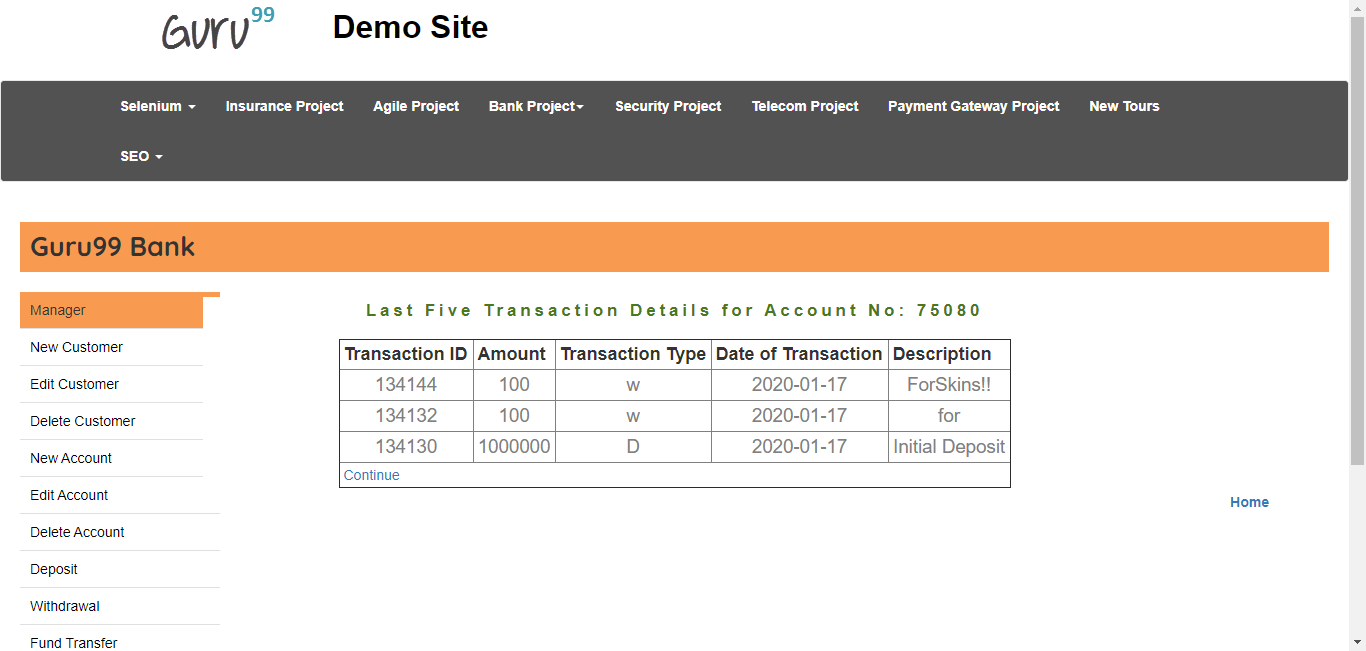 Guru99 Demo Site
Selenium Insurance Project Agile Project Bank Project Security Project Telecom Project Payment Gateway Project New Tours
SEO
Guru99 Bank
Manager
New Customer
Edit Customer
Delete Customer
New Account
Edit Account
Delete Account
Deposit
Withdrawal
Fund Transfer
Last Five Transaction Details for Account No: 75080
Transaction ID Amount Transaction Type Date of Transaction Description
134144 100 w 2020-01-17 ForSkins!!
134132 100 w 2020-01-17 for
134130 1000000 D 2020-01-17 Initial Deposit
Continue
Home